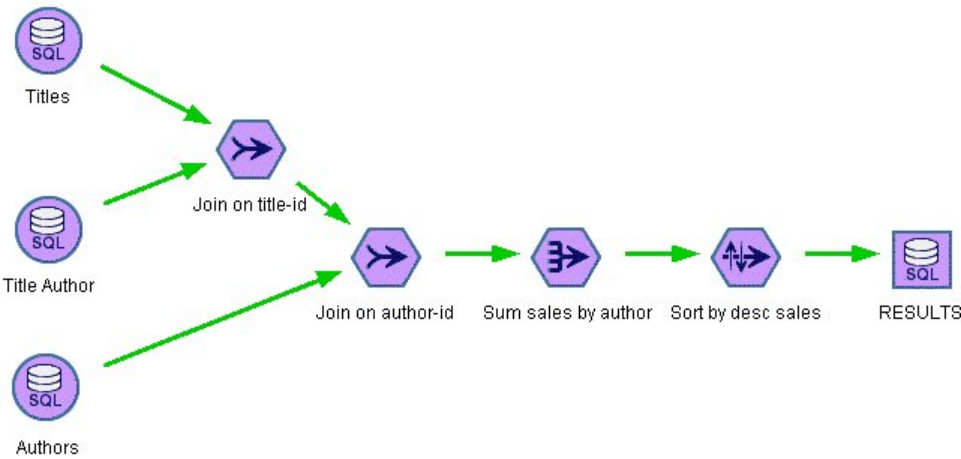 SQL
Titles
Join on title-id
SQL
Title Author
Join on author-id
Sum sales by author
Sort by desc sales
SQL
RESULTS
SQL
Authors